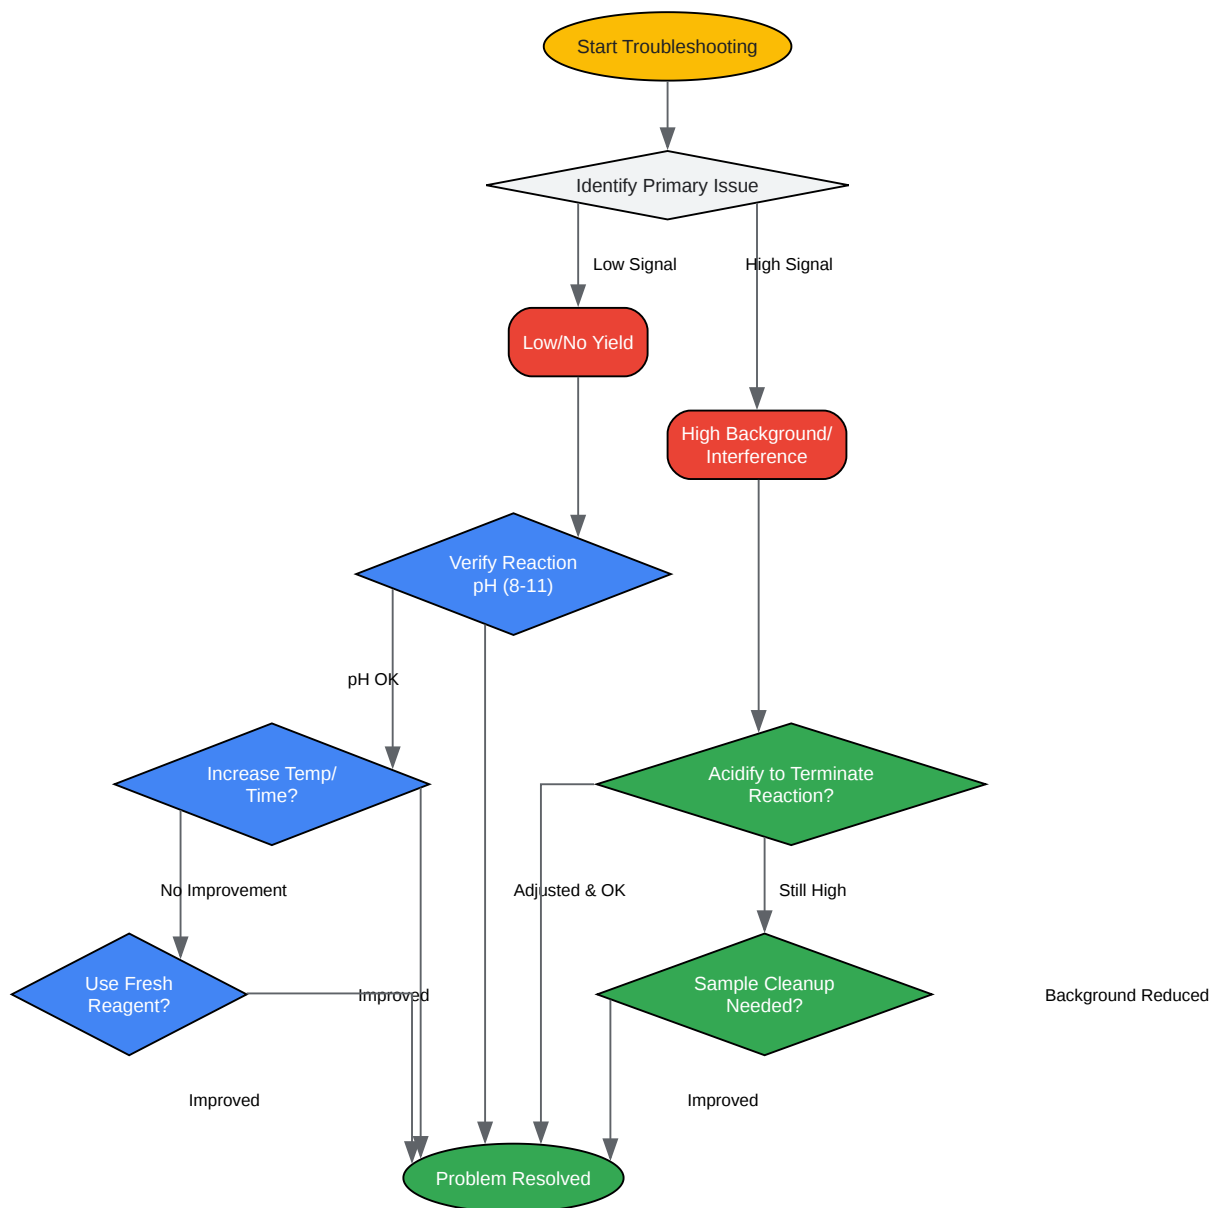 Start Troubleshooting
Identify Primary Issue
Low Signal
High Signal
Low/No Yield
High Background/
Interference
Verify Reaction
pH (8-11)
pH OK
Increase Temp/
Time?
Acidify to Terminate
Reaction?
No Improvement
Adjusted & OK
Still High
Use Fresh
Reagent?
Improved
Sample Cleanup
Needed?
Background Reduced
Improved
Improved
Problem Resolved